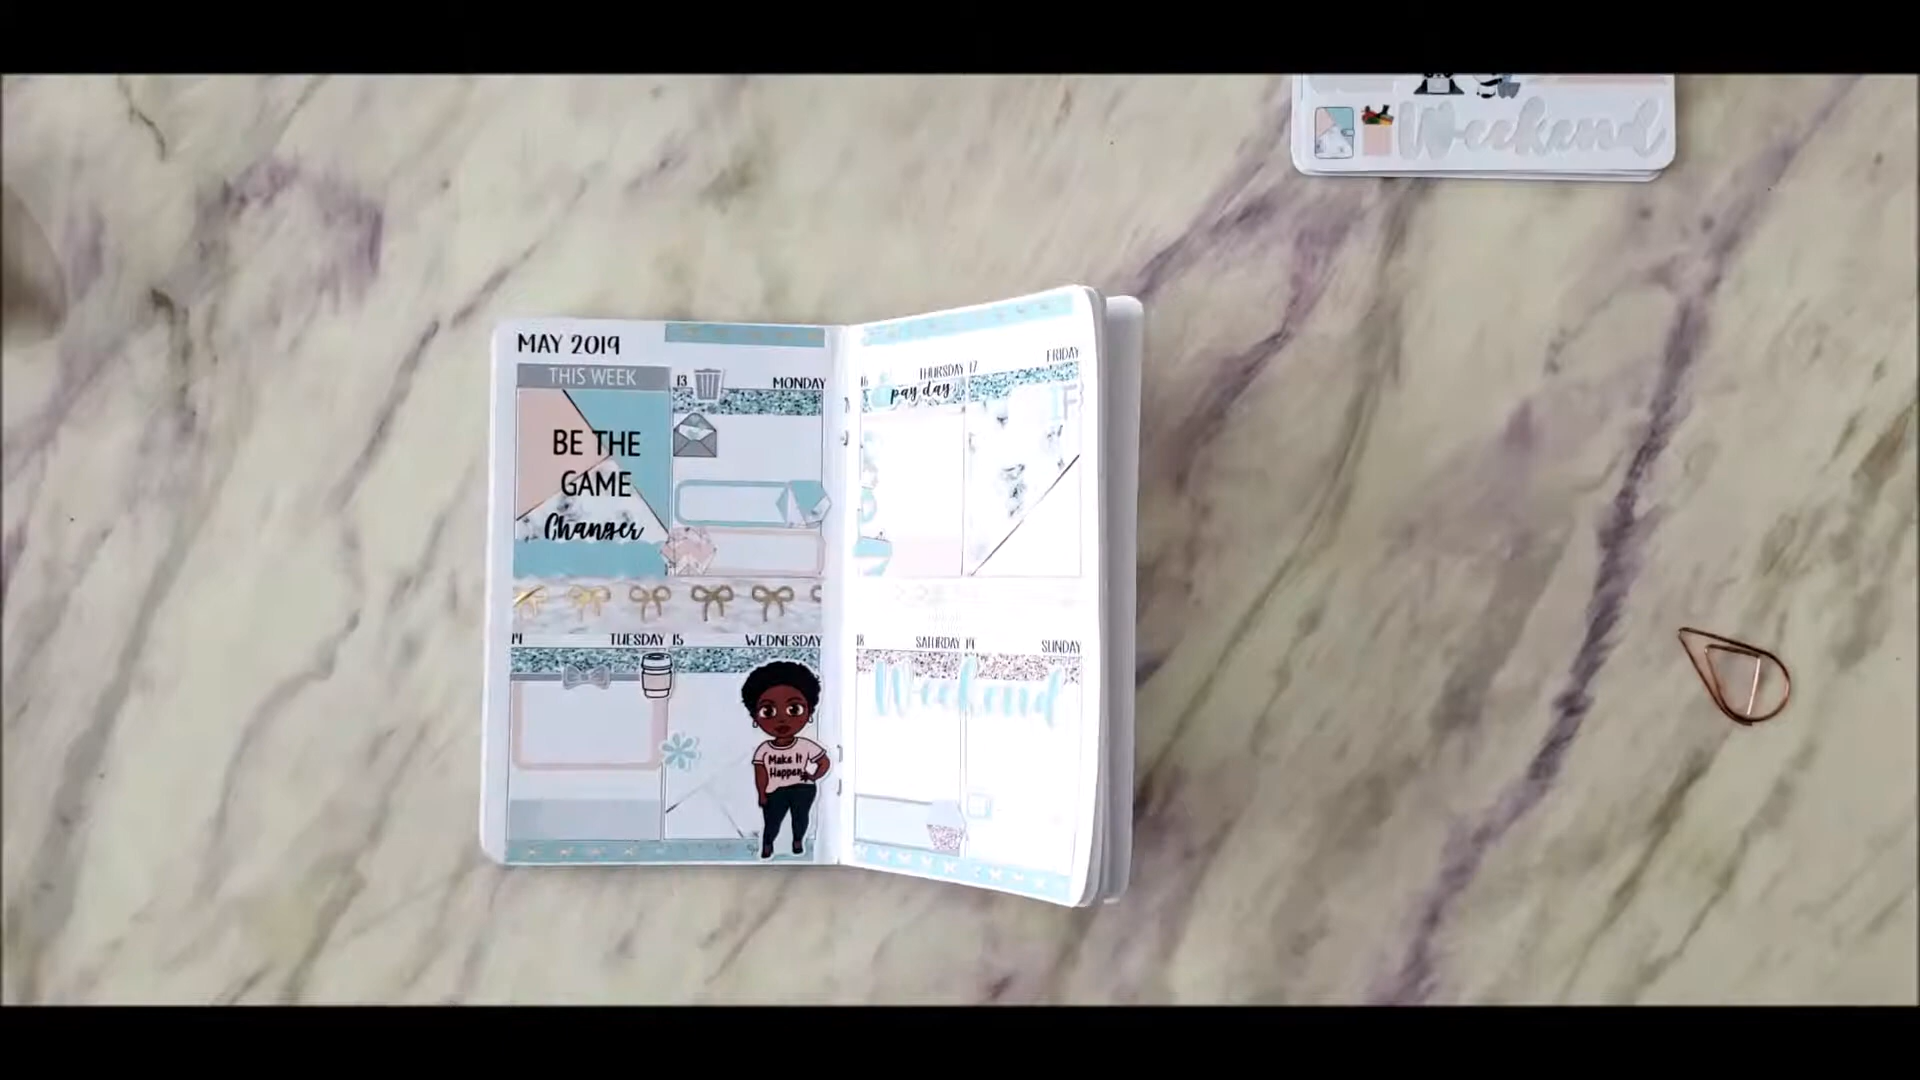 Weekend
MAY 2019
THIS WEEK
13 MONDAY
BE THE
GAME
Changer
14 TUESDAY 15 WEDNESDAY
Make It
Happen
16 THURSDAY 17 FRIDAY
pay day
18 SATURDAY 19 SUNDAY
Weekend